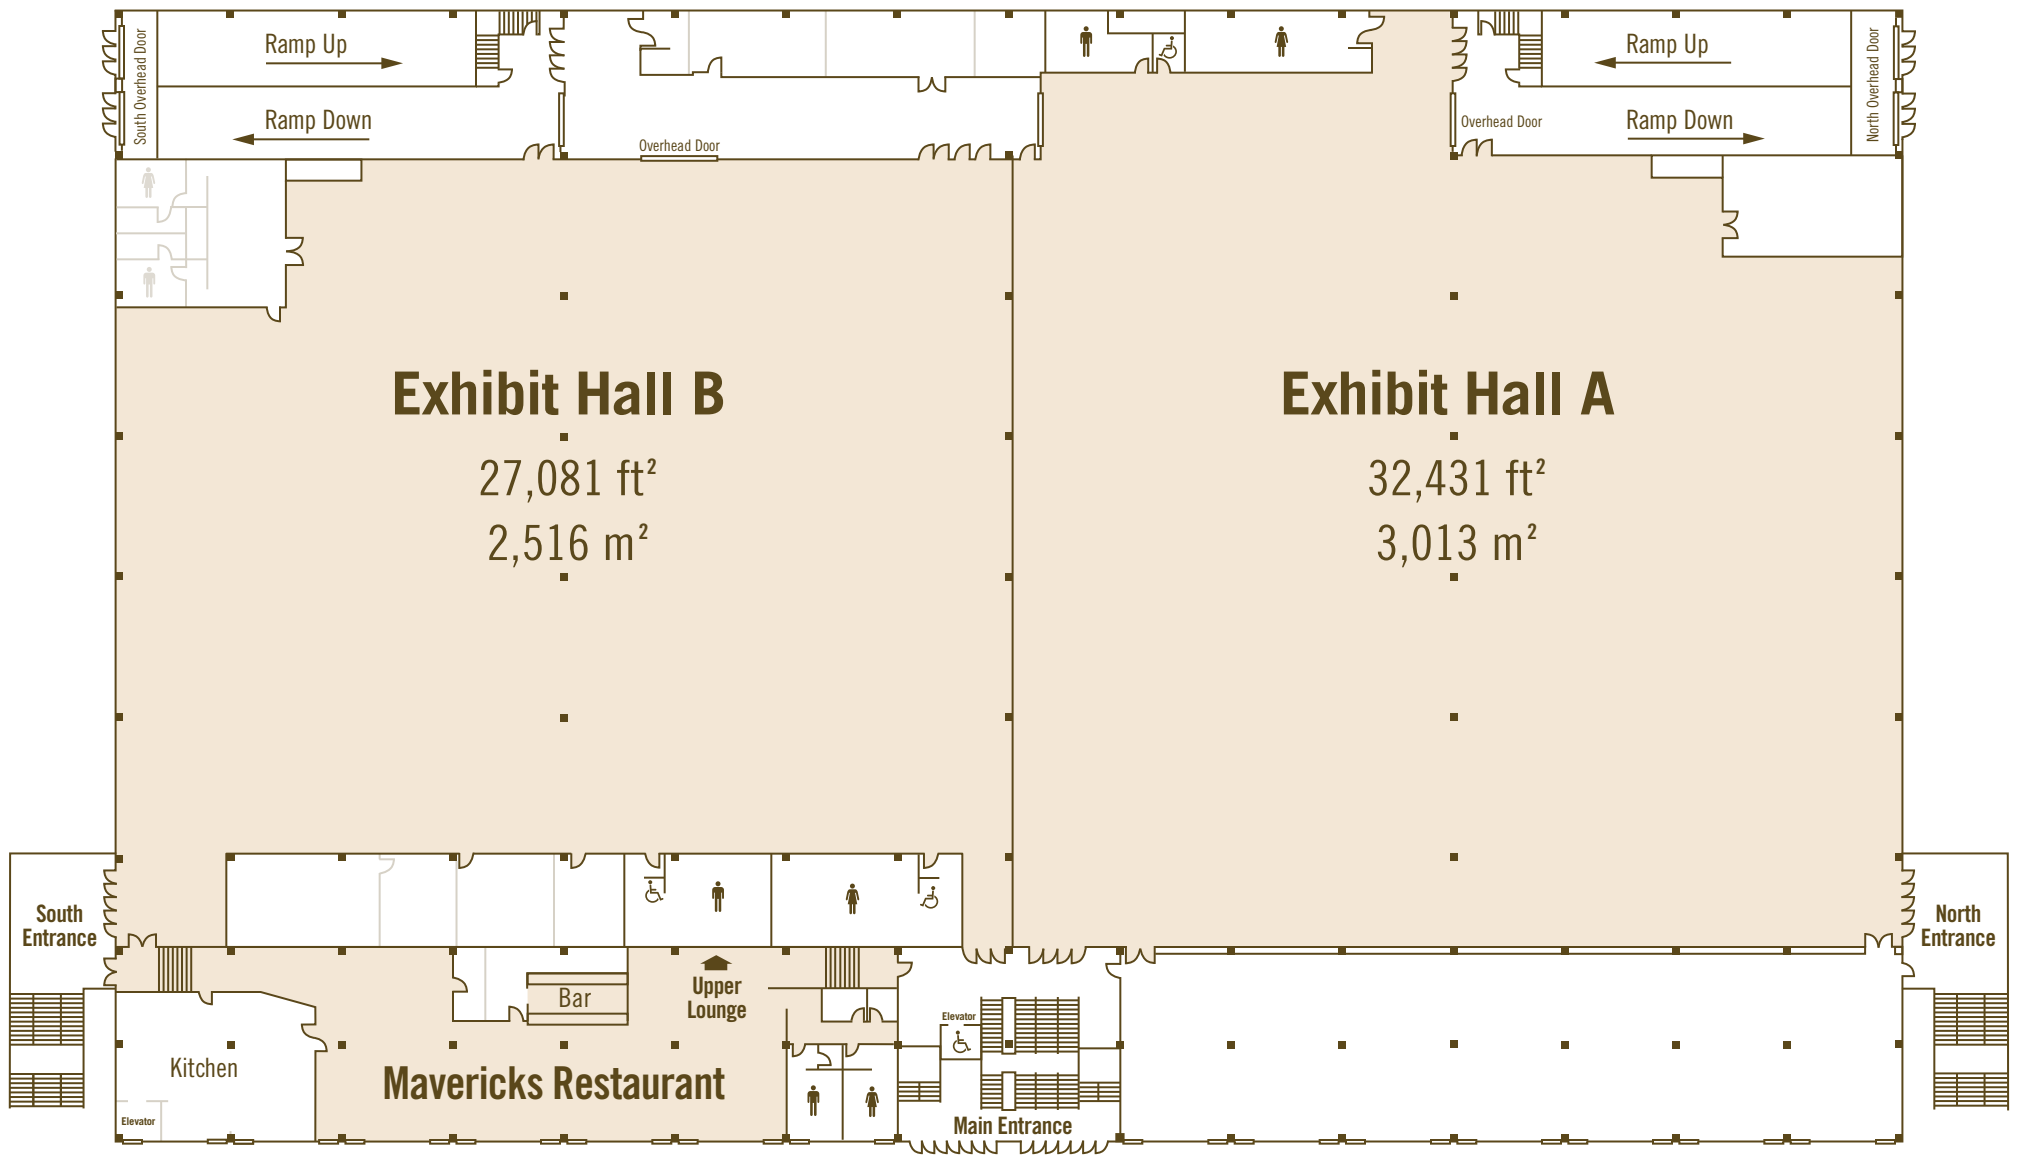 South Overhead Door
Ramp Up
Ramp Down
Overhead Door
Overhead Door
Ramp Up
Ramp Down
North Overhead Door
Exhibit Hall B
27,081 ft²
2,516 m²
Exhibit Hall A
32,431 ft²
3,013 m²
South
Entrance
North
Entrance
Bar
Upper
Lounge
Elevator
Kitchen
Mavericks Restaurant
Elevator
Main Entrance